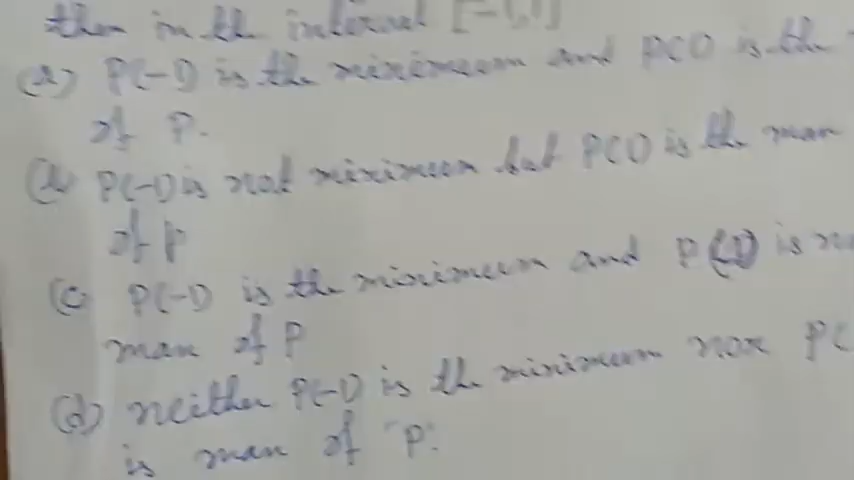 then in the interval [-1,1]
(a) P(-1) is the minimum and P(1) is the
of P.
(b) P(-1) is not minimum but P(1) is the max
of P
(c) P(-1) is the minimum and P(1) is
max of P
(d) neither P(-1) is the minimum nor P(
is max of "P".